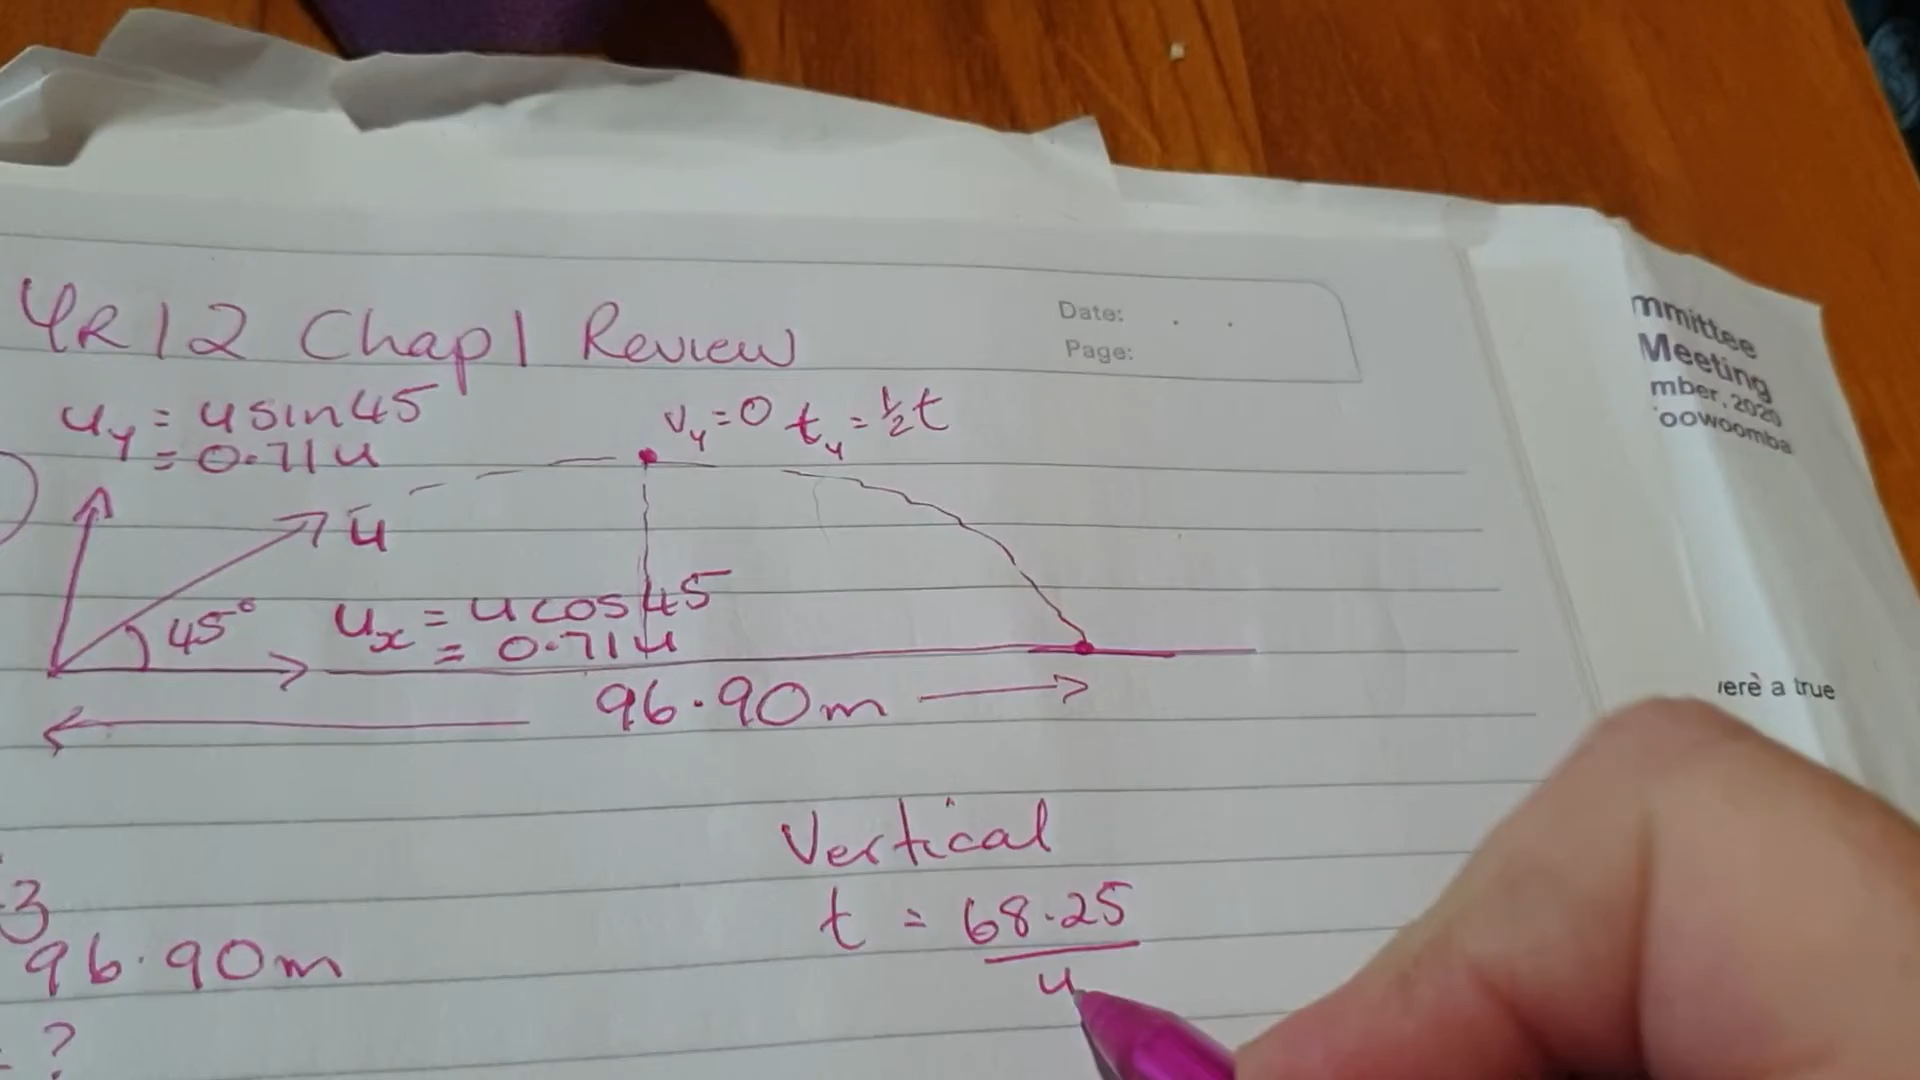 YR12 Chap1 Review
Date: . .
Page:
uy = usin45
= 0.71u
vy=0 ty=½t
u
45°
ux = ucos45
= 0.71u
96.90m
Vertical
t = 68.25
u
3
96.90m
= ?
mmittee
Meeting
mber, 2020
oowoomba
were a true